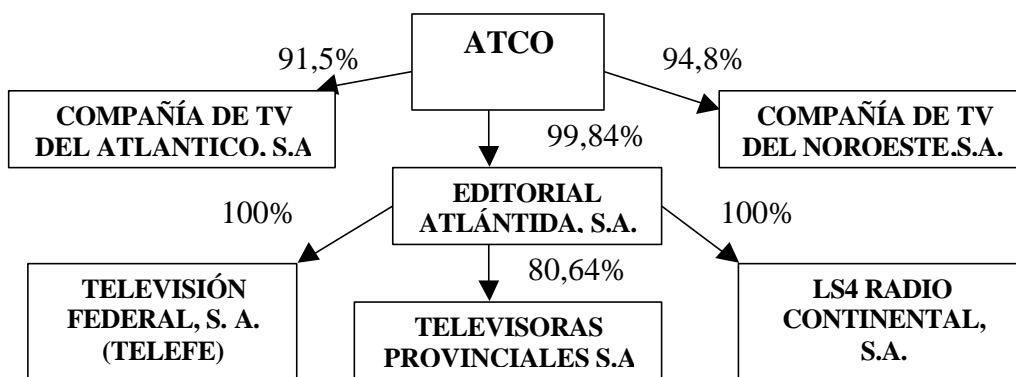 ATCO
91,5%
94,8%
COMPAÑÍA DE TV
DEL ATLANTICO, S.A
99,84%
COMPAÑÍA DE TV
DEL NOROESTE,S.A.
EDITORIAL
ATLÁNTIDA, S.A.
100%
100%
80,64%
TELEVISIÓN
FEDERAL, S. A.
(TELEFE)
TELEVISORAS
PROVINCIALES S.A
LS4 RADIO
CONTINENTAL,
S.A.